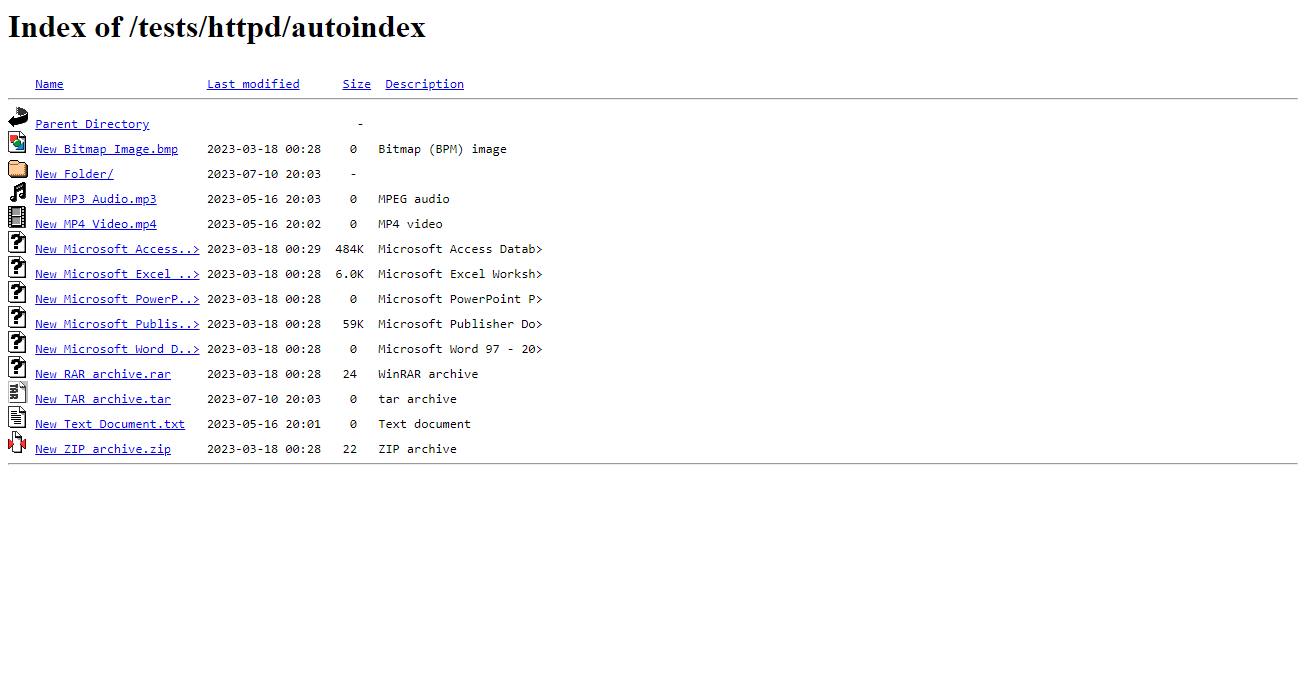 Index of /tests/httpd/autoindex
Name Last modified Size Description
Parent Directory -
New Bitmap Image.bmp 2023-03-18 00:28 0 Bitmap (BPM) image
New Folder/ 2023-07-10 20:03 -
New MP3 Audio.mp3 2023-05-16 20:03 0 MPEG audio
New MP4 Video.mp4 2023-05-16 20:02 0 MP4 video
New Microsoft Access..> 2023-03-18 00:29 484K Microsoft Access Datab>
New Microsoft Excel ..> 2023-03-18 00:28 6.0K Microsoft Excel Worksh>
New Microsoft PowerP..> 2023-03-18 00:28 0 Microsoft PowerPoint P>
New Microsoft Publis..> 2023-03-18 00:28 59K Microsoft Publisher Do>
New Microsoft Word D..> 2023-03-18 00:28 0 Microsoft Word 97 - 20>
New RAR archive.rar 2023-03-18 00:28 24 WinRAR archive
TAR New TAR archive.tar 2023-07-10 20:03 0 tar archive
New Text Document.txt 2023-05-16 20:01 0 Text document
New ZIP archive.zip 2023-03-18 00:28 22 ZIP archive